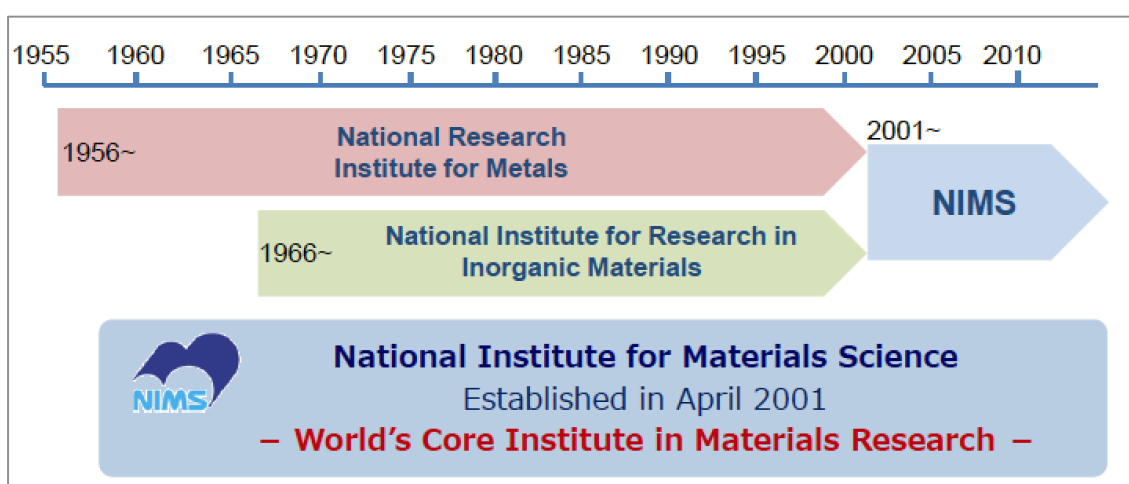 1955 1960 1965 1970 1975 1980 1985 1990 1995 2000 2005 2010
1956~
National Research
Institute for Metals
2001~
NIMS
1966~
National Institute for Research in
Inorganic Materials
NIMS
National Institute for Materials Science
Established in April 2001
– World’s Core Institute in Materials Research –